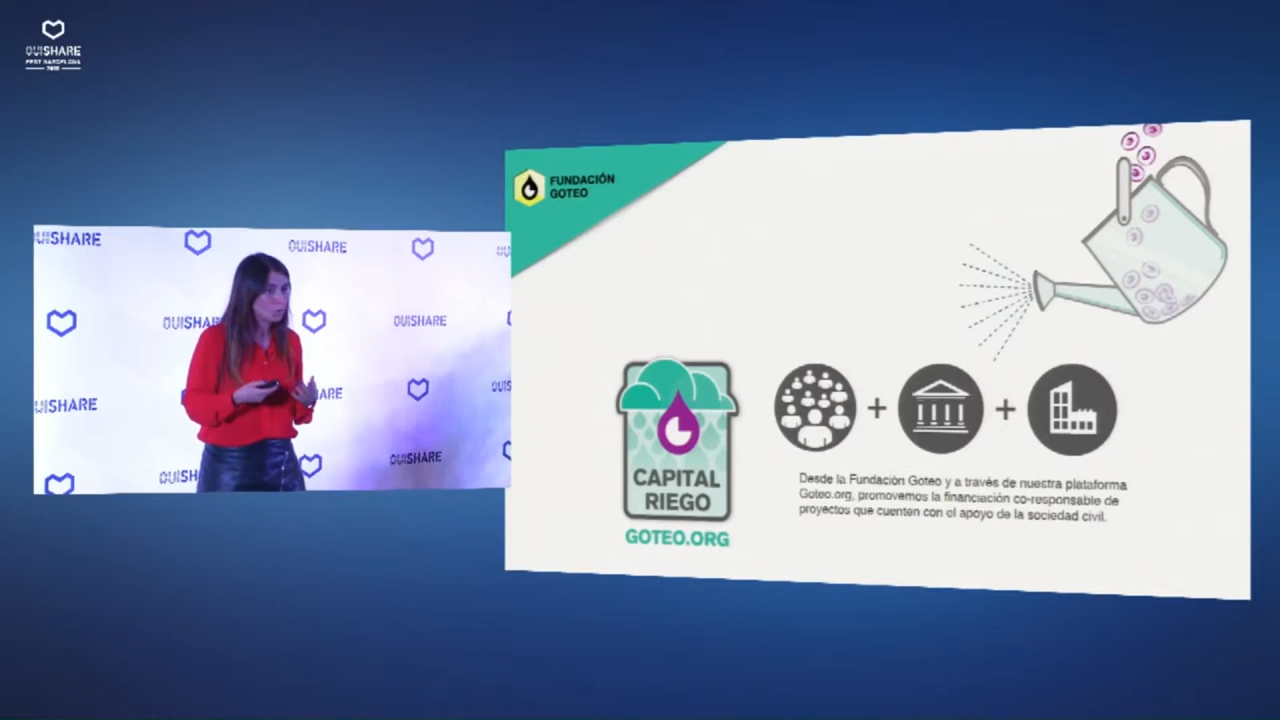 OUISHARE
FEST BARCELONA
OUISHARE
OUISHARE
OUISHARE
OUISHARE
OUISHARE
OUISHARE
FUNDACIÓN
GOTEO
CAPITAL
RIEGO
GOTEO.ORG
+
+
Desde la Fundación Goteo y a través de nuestra plataforma
Goteo.org, promovemos la financiación co-responsable de
proyectos que cuenten con el apoyo de la sociedad civil.